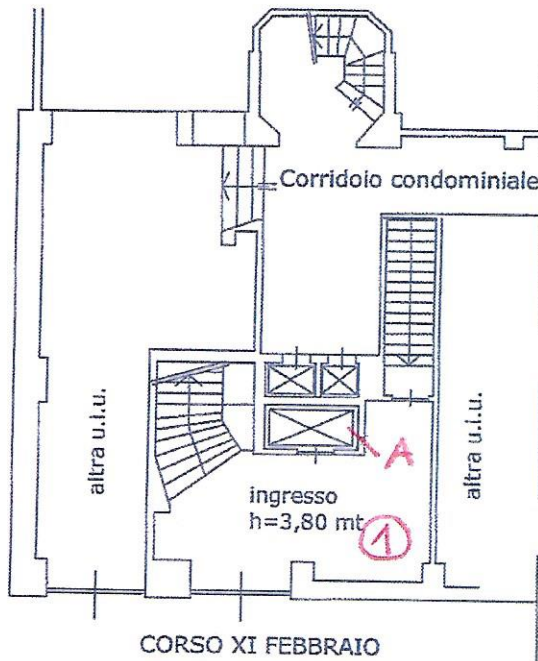 Corridoio condominiale
altra u.i.u.
altra u.i.u.
A
ingresso
h=3,80 mt
1
CORSO XI FEBBRAIO